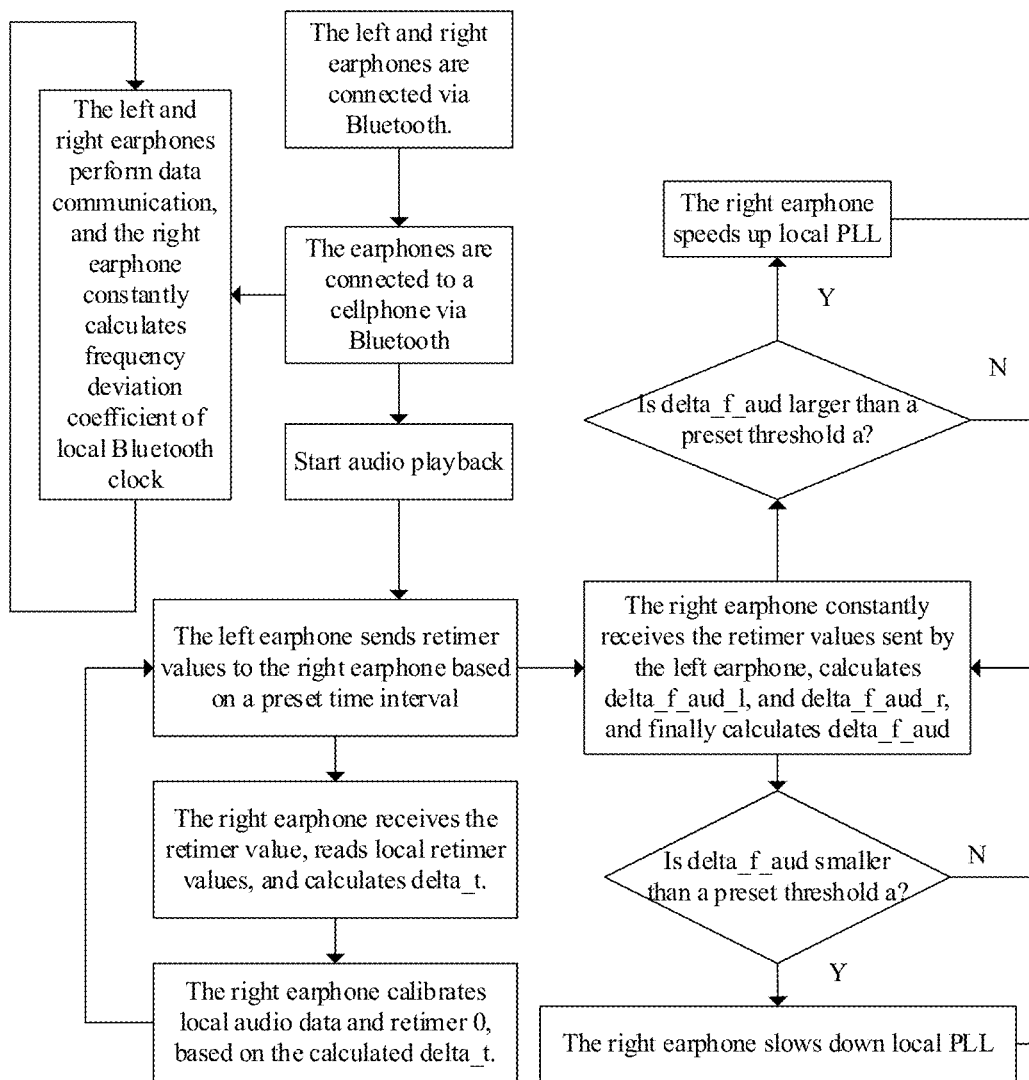 The left and right
earphones are
connected via
Bluetooth.
The left and
right earphones
perform data
communication,
and the right
earphone
constantly
calculates
frequency
deviation
coefficient of
local Bluetooth
clock
The earphones are
connected to a
cellphone via
Bluetooth
Start audio playback
The left earphone sends retimer
values to the right earphone based
on a preset time interval
The right earphone receives the
retimer value, reads local retimer
values, and calculates delta_t.
The right earphone calibrates
local audio data and retimer 0,
based on the calculated delta_t.
The right earphone
speeds up local PLL
Y
N
Is delta_f_aud larger than a
preset threshold a?
The right earphone constantly
receives the retimer values sent by
the left earphone, calculates
delta_f_aud_l, and delta_f_aud_r,
and finally calculates delta_f_aud
Is delta_f_aud smaller
than a preset threshold a?
N
Y
The right earphone slows down local PLL